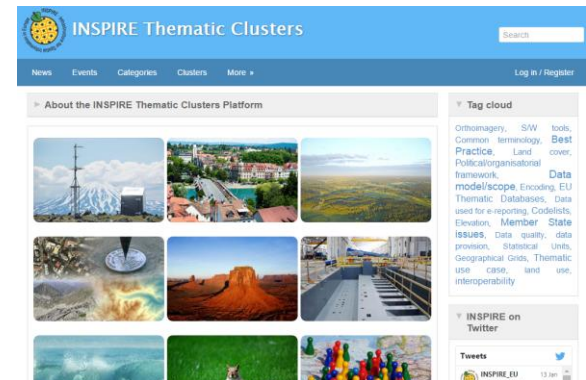 INSPIRE Thematic Clusters
Search
News Events Categories Clusters More »
Log in / Register
About the INSPIRE Thematic Clusters Platform
Tag cloud
Orthoimagery, S/W tools,
Common terminology, Best
Practice, Land cover,
Political/organisatorial
framework, Data
model/scope, Encoding, EU
Thematic Databases, Data
used for e-reporting, Codelists,
Elevation, Member State
issues, Data quality, data
provision, Statistical Units,
Geographical Grids, Thematic
use case, land use,
interoperability
INSPIRE on
Twitter
Tweets
INSPIRE_EU 13 Jan